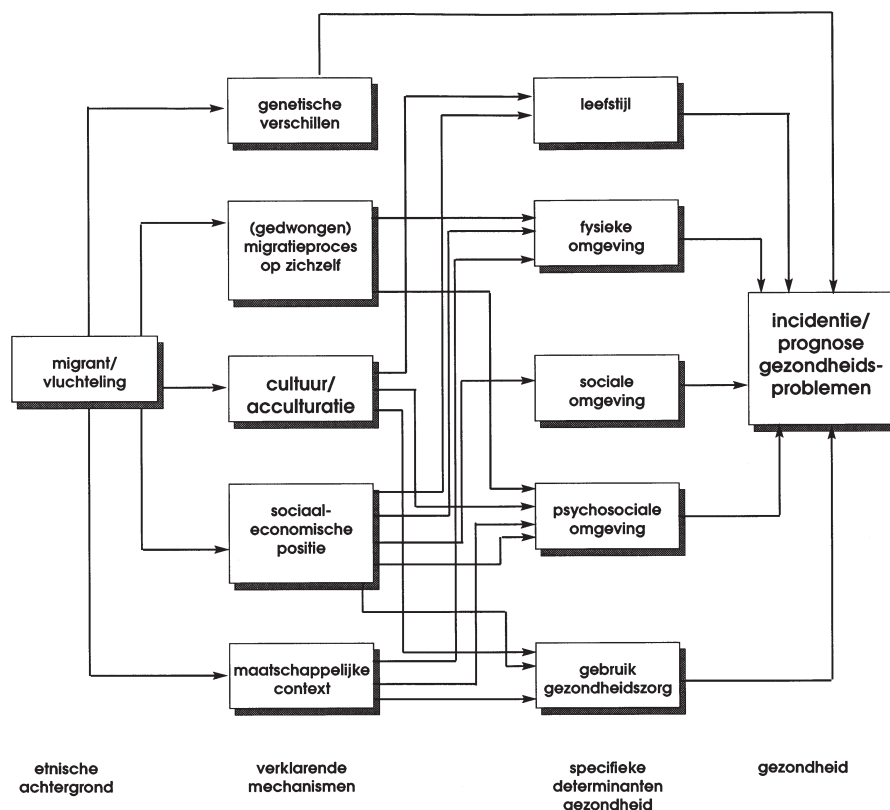 genetische
verschillen
leefstijl
(gedwongen)
migratieproces
op zichzelf
fysieke
omgeving
migrant/
vluchteling
cultuur/
acculturatie
sociale
omgeving
incidentie/
prognose
gezondheids-
problemen
sociaal-
economische
positie
psychosociale
omgeving
maatschappelijke
context
gebruik
gezondheidszorg
etnische
achtergrond
verklarende
mechanismen
specifieke
determinanten
gezondheid
gezondheid